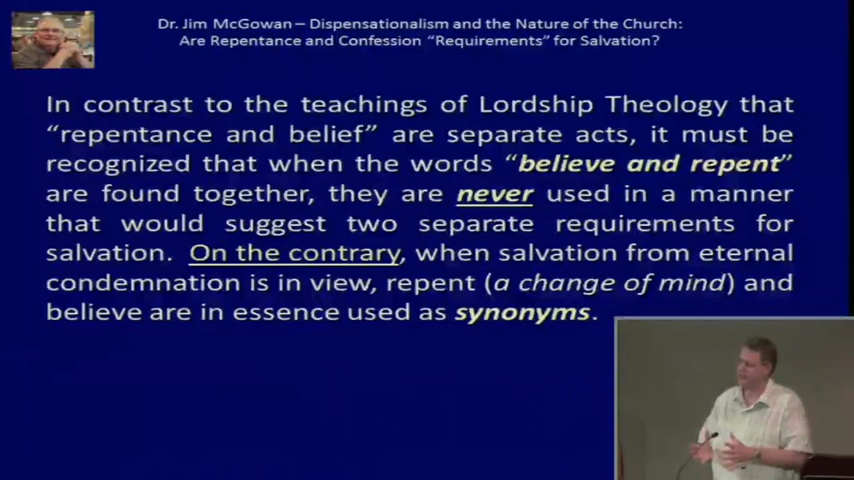 Dr. Jim McGowan – Dispensationalism and the Nature of the Church:
Are Repentance and Confession “Requirements” for Salvation?
In contrast to the teachings of Lordship Theology that
“repentance and belief” are separate acts, it must be
recognized that when the words “believe and repent”
are found together, they are never used in a manner
that would suggest two separate requirements for
salvation. On the contrary, when salvation from eternal
condemnation is in view, repent (a change of mind) and
believe are in essence used as synonyms.